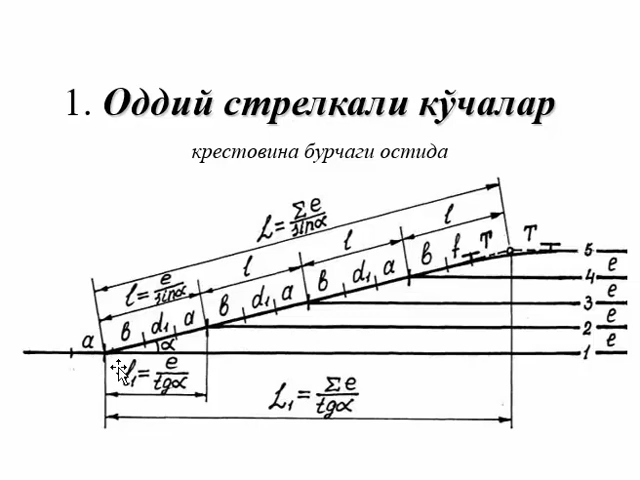 1. Оддий стрелкали кўчалар
крестовина бурчаги остида
L=Σe/sinα
l
l
l
l=e/sinα
a в d₁ a в d₁ a в d₁ a в f T T
α
5
e
4
e
3
e
2
e
1
l₁=e/tgα
L₁=Σe/tgα